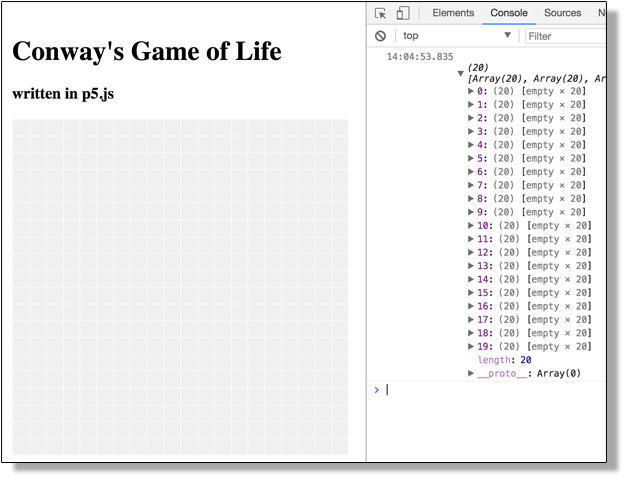 Conway's Game of Life
written in p5.js
Elements Console Sources
top Filter
14:04:53.835
(20)
[Array(20), Array(20),
0: (20) [empty × 20]
1: (20) [empty × 20]
2: (20) [empty × 20]
3: (20) [empty × 20]
4: (20) [empty × 20]
5: (20) [empty × 20]
6: (20) [empty × 20]
7: (20) [empty × 20]
8: (20) [empty × 20]
9: (20) [empty × 20]
10: (20) [empty × 20]
11: (20) [empty × 20]
12: (20) [empty × 20]
13: (20) [empty × 20]
14: (20) [empty × 20]
15: (20) [empty × 20]
16: (20) [empty × 20]
17: (20) [empty × 20]
18: (20) [empty × 20]
19: (20) [empty × 20]
length: 20
__proto__: Array(0)